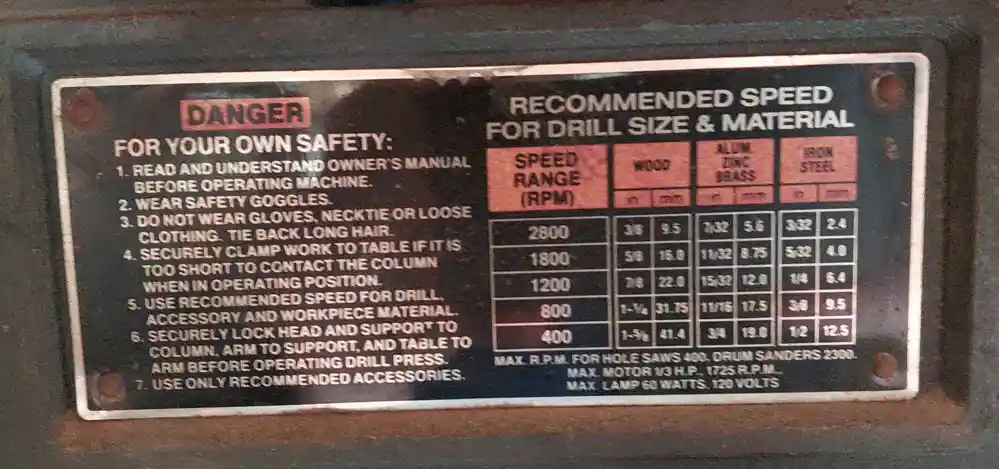 DANGER
FOR YOUR OWN SAFETY:
1. READ AND UNDERSTAND OWNER'S MANUAL
BEFORE OPERATING MACHINE.
2. WEAR SAFETY GOGGLES.
3. DO NOT WEAR GLOVES, NECKTIE OR LOOSE
CLOTHING. TIE BACK LONG HAIR.
4. SECURELY CLAMP WORK TO TABLE IF IT IS
TOO SHORT TO CONTACT THE COLUMN
WHEN IN OPERATING POSITION.
5. USE RECOMMENDED SPEED FOR DRILL,
ACCESSORY AND WORKPIECE MATERIAL.
6. SECURELY LOCK HEAD AND SUPPORT TO
COLUMN, ARM TO SUPPORT, AND TABLE TO
ARM BEFORE OPERATING DRILL PRESS.
7. USE ONLY RECOMMENDED ACCESSORIES.
RECOMMENDED SPEED
FOR DRILL SIZE & MATERIAL
SPEED RANGE (RPM) WOOD ALUM. ZINC BRASS IRON STEEL
in mm in mm in mm
2800 3/8 9.5 7/32 5.6 3/32 2.4
1800 5/8 16.0 11/32 8.75 5/32 4.0
1200 7/8 22.0 15/32 12.0 1/4 6.4
800 1-1/4 31.75 11/16 17.5 3/8 9.5
400 1-5/8 41.4 3/4 19.0 1/2 12.5
MAX. R.P.M. FOR HOLE SAWS 400, DRUM SANDERS 2300.
MAX. MOTOR 1/3 H.P., 1725 R.P.M.,
MAX. LAMP 60 WATTS, 120 VOLTS